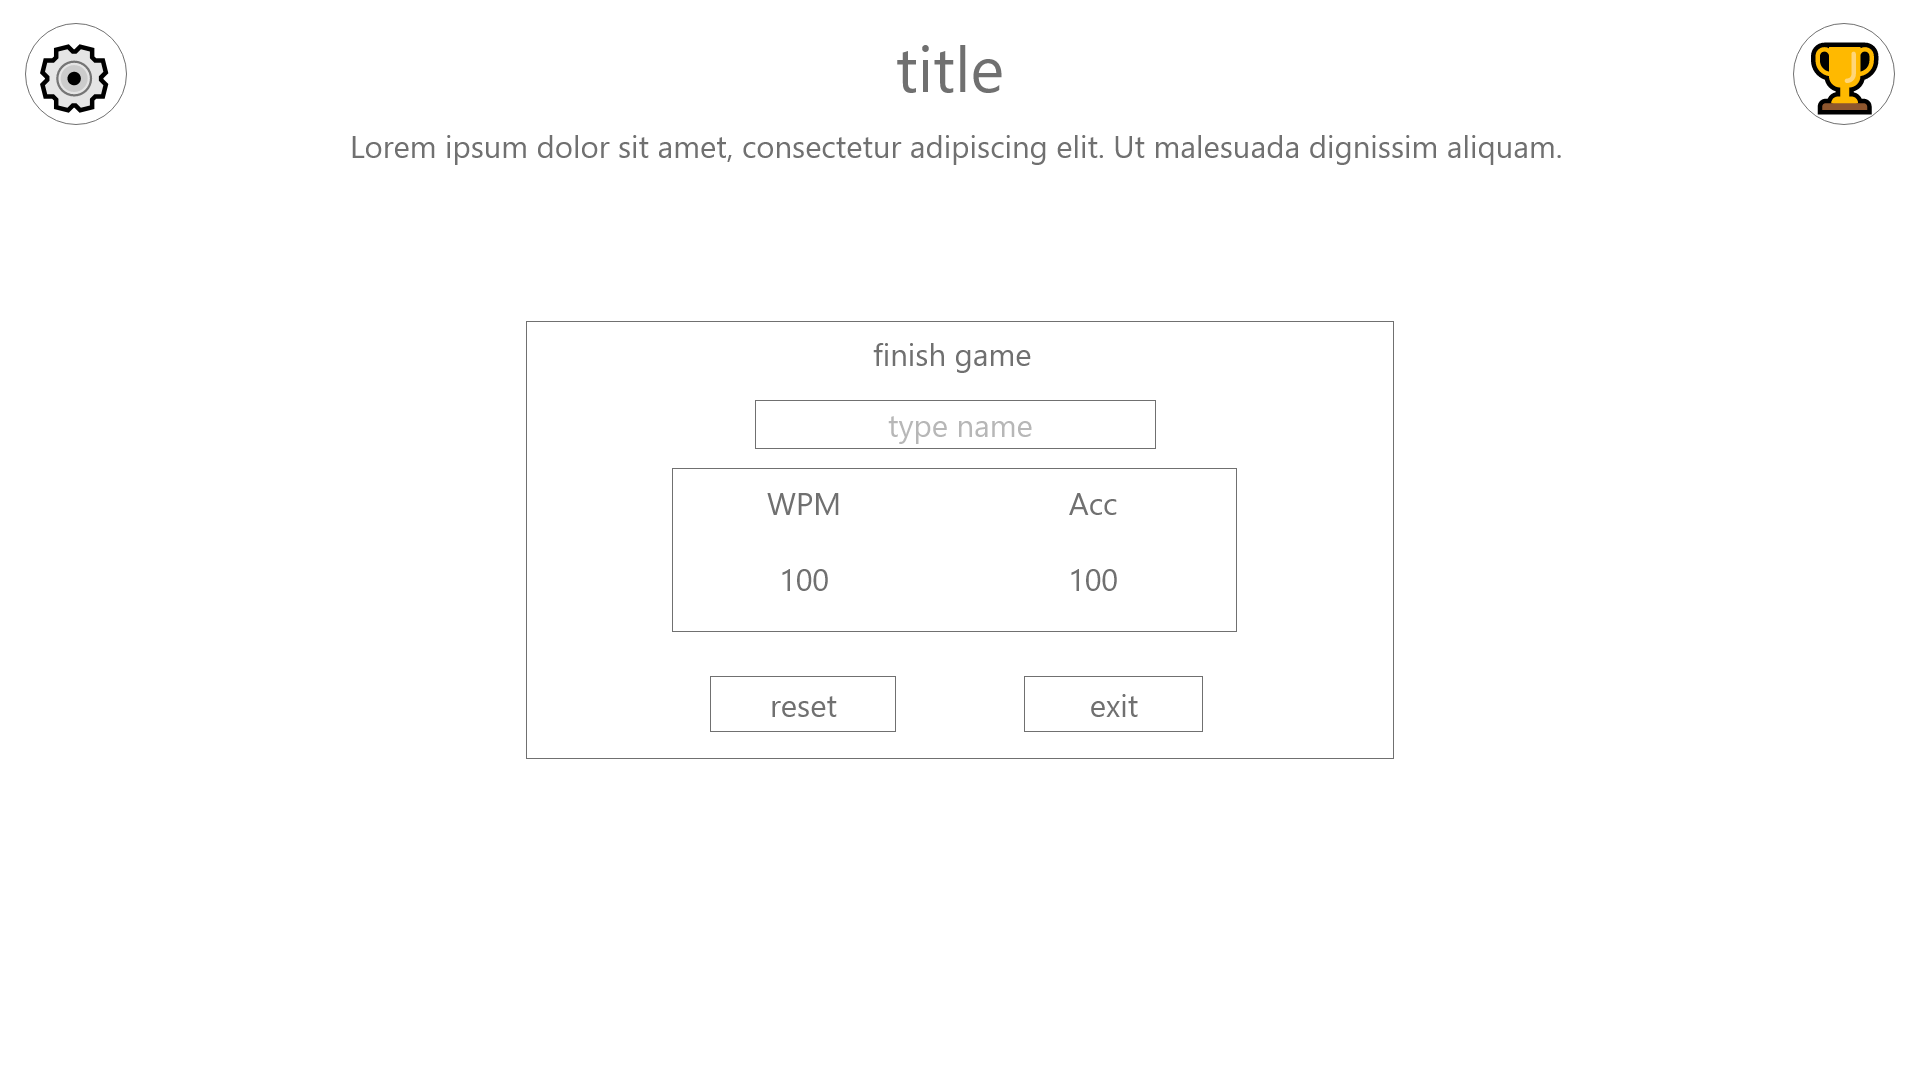 title
Lorem ipsum dolor sit amet, consectetur adipiscing elit. Ut malesuada dignissim aliquam.
finish game
type name
WPM Acc
100 100
reset exit